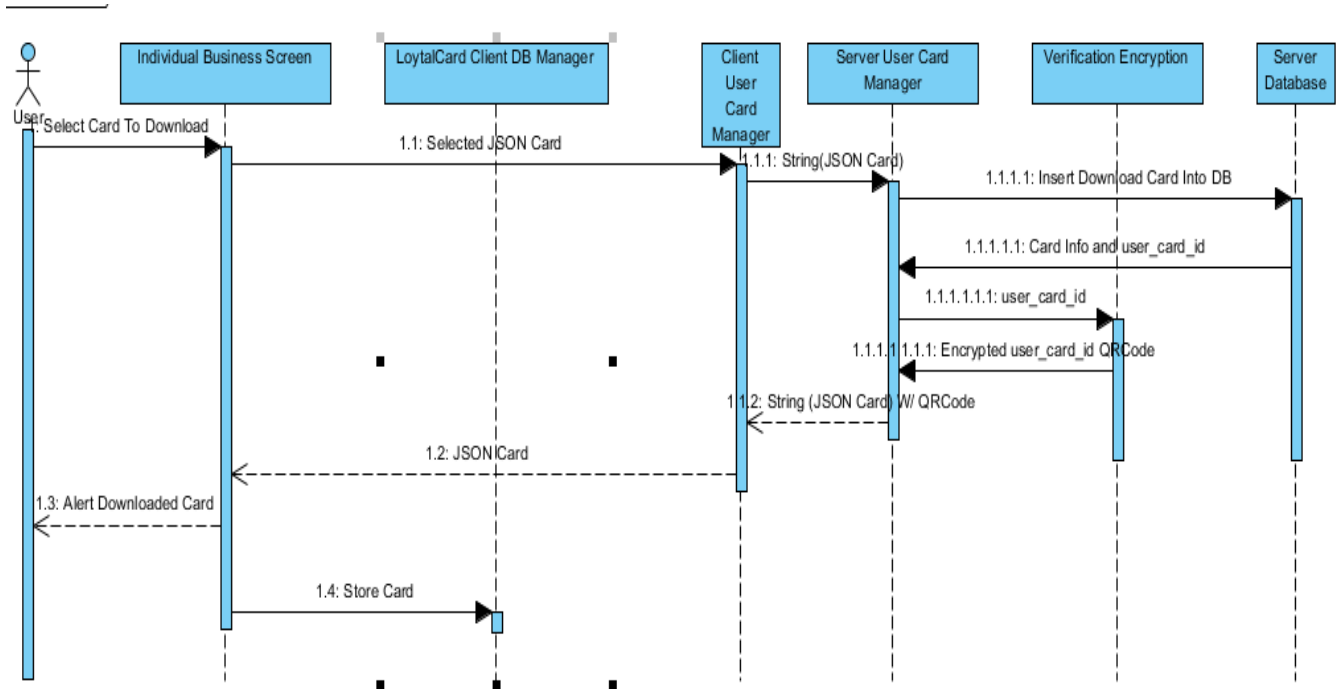 Individual Business Screen
LoytalCard Client DB Manager
Client
User
Card
Manager
Server User Card
Manager
Verification Encryption
Server
Database
User
1: Select Card To Download
1.1: Selected JSON Card
1.1.1: String(JSON Card)
1.1.1.1: Insert Download Card Into DB
1.1.1.1.1: Card Info and user_card_id
1.1.1.1.1.1: user_card_id
1.1.1.1.1.1.1: Encrypted user_card_id QRCode
1.1.2: String (JSON Card) W/ QRCode
1.2: JSON Card
1.3: Alert Downloaded Card
1.4: Store Card